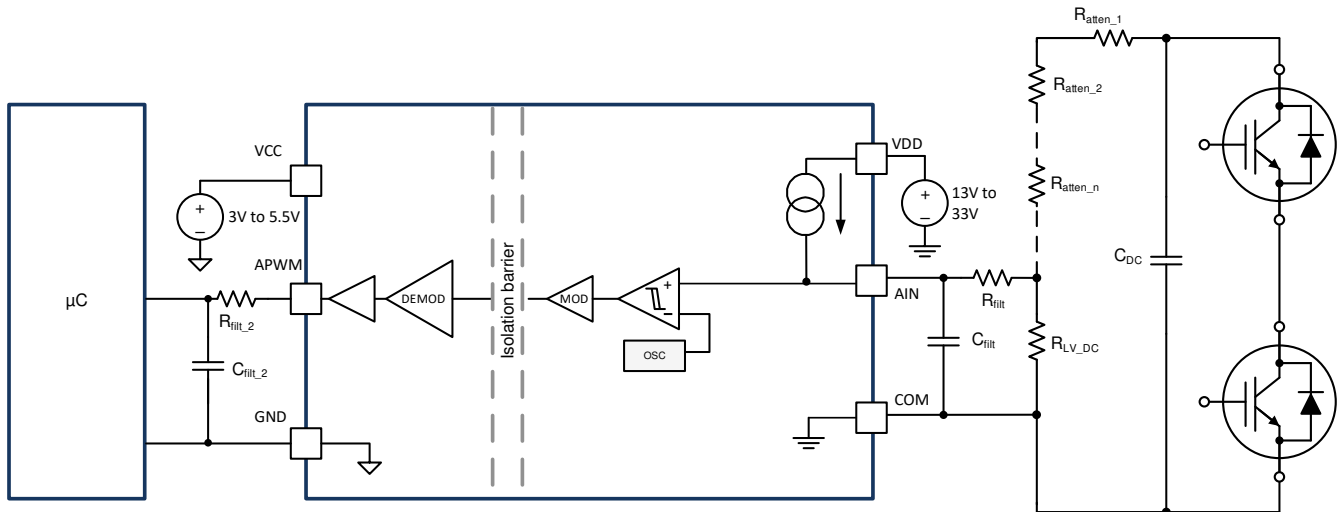 R_atten_1
R_atten_2
R_atten_n
VCC
VDD
+
−
3V to 5.5V
+
−
13V to
33V
APWM
AIN
µC
DEMOD
Isolation barrier
MOD
+
−
OSC
R_filt_2
C_filt_2
R_filt
C_filt
R_LV_DC
C_DC
GND
COM